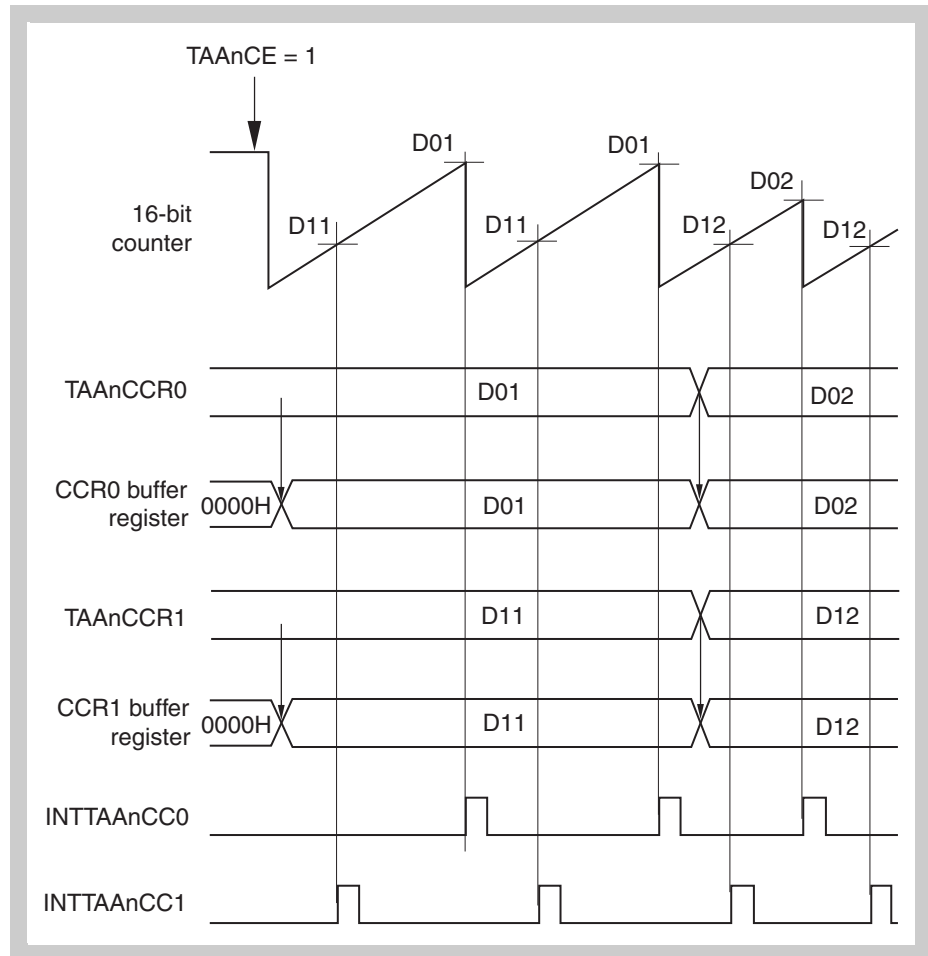 TAAnCE = 1
D01
D01
D02
16-bit
counter
D11
D11
D12
D12
TAAnCCR0
D01
D02
CCR0 buffer
register
0000H
D01
D02
TAAnCCR1
D11
D12
CCR1 buffer
register
0000H
D11
D12
INTTAAnCC0
INTTAAnCC1